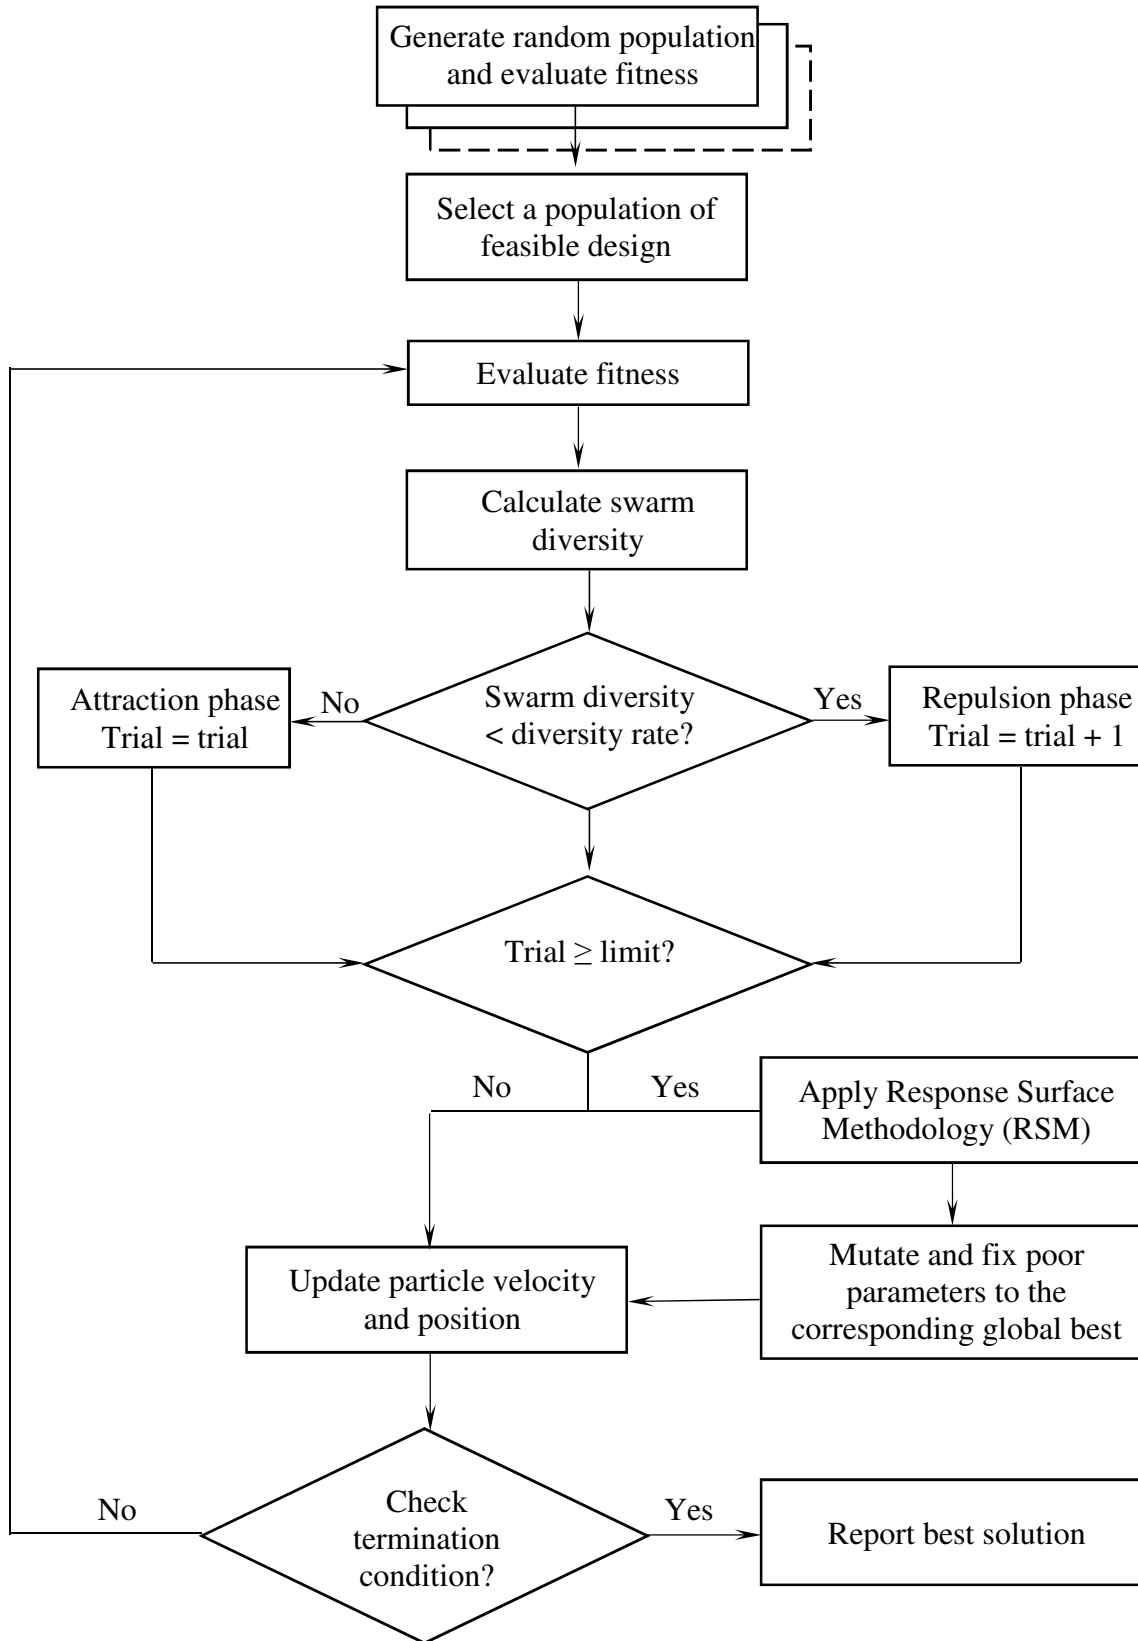 Generate random population
and evaluate fitness
Select a population of
feasible design
Evaluate fitness
Calculate swarm
diversity
Swarm diversity
< diversity rate?
No
Yes
Attraction phase
Trial = trial
Repulsion phase
Trial = trial + 1
Trial ≥ limit?
No
Yes
Apply Response Surface
Methodology (RSM)
Mutate and fix poor
parameters to the
corresponding global best
Update particle velocity
and position
Check
termination
condition?
No
Yes
Report best solution